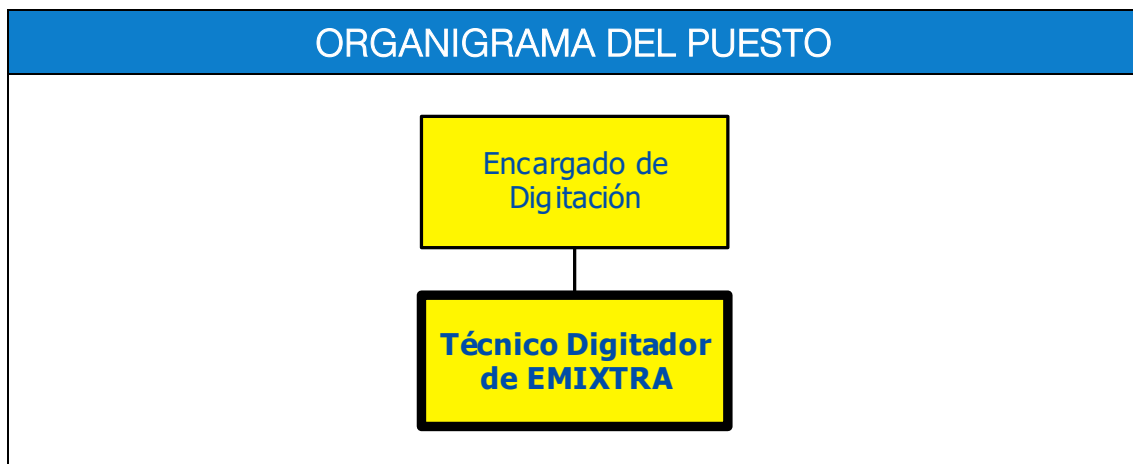 ORGANIGRAMA DEL PUESTO
Encargado de
Digitación
Técnico Digitador
de EMIXTRA